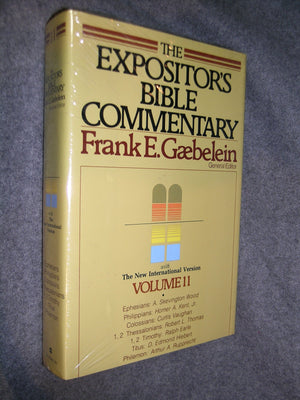 THE
EXPOSITOR'S
BIBLE
COMMENTARY
Frank E. Gæbelein
General Editor
with
The New International Version
VOLUME 11
Ephesians: A. Skevington Wood
Philippians: Homer A. Kent, Jr.
Colossians: Curtis Vaughan
1, 2 Thessalonians: Robert L. Thomas
1, 2 Timothy: Ralph Earle
Titus: D. Edmond Hiebert
Philemon: Arthur A. Rupprecht